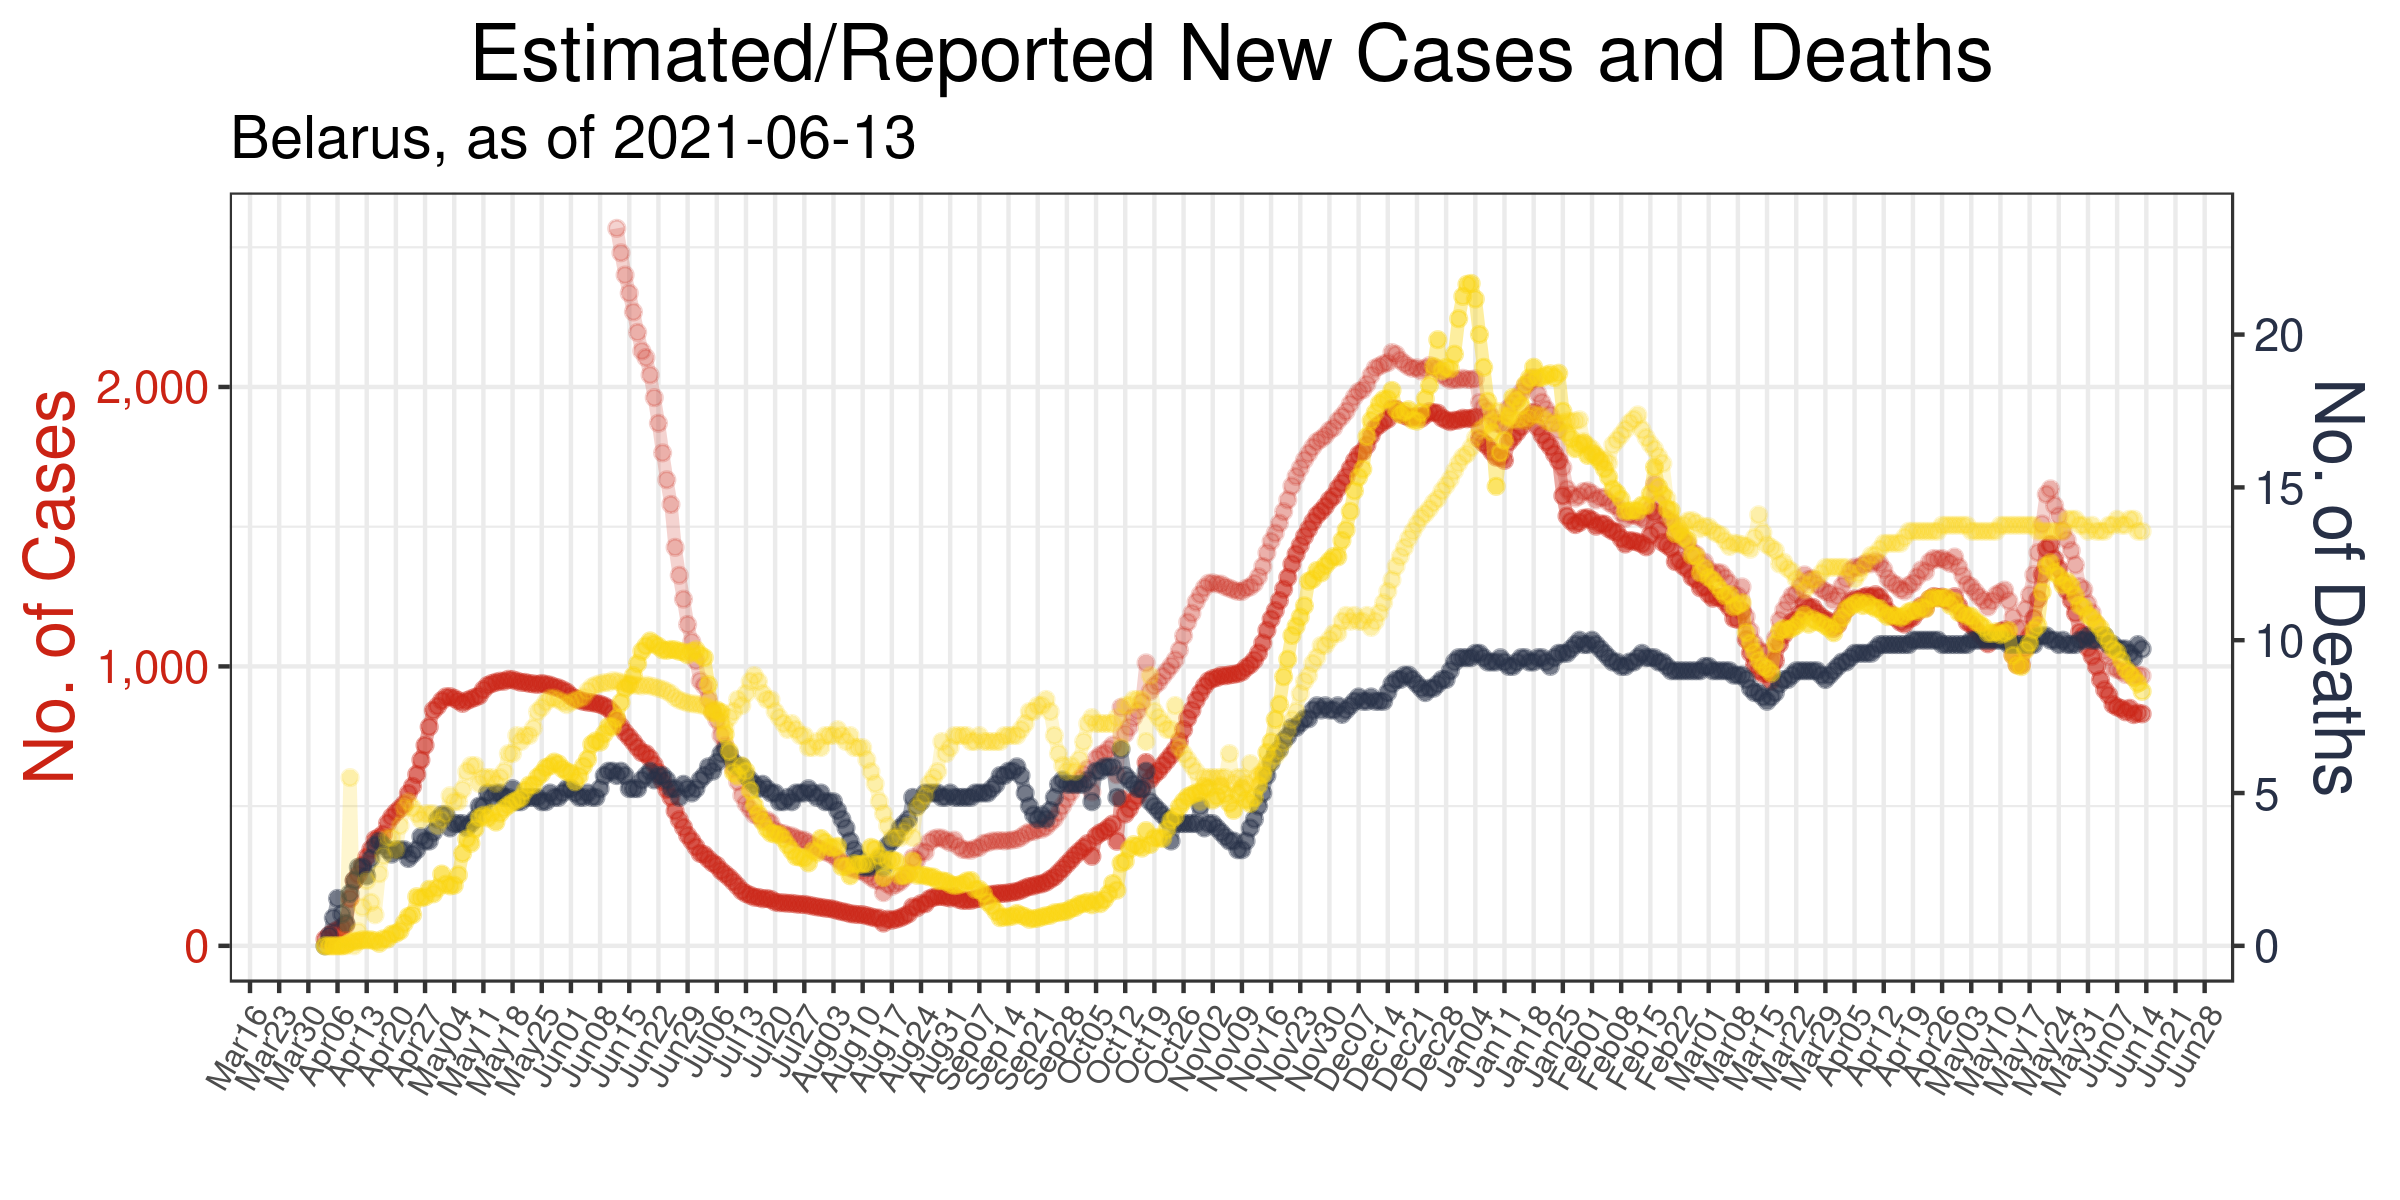 Estimated/Reported New Cases and Deaths
Belarus, as of 2021-06-13
No. of Cases
2,000
1,000
0
No. of Deaths
20
15
10
5
0
Mar16
Mar23
Mar30
Apr06
Apr13
Apr20
Apr27
May04
May11
May18
May25
Jun01
Jun08
Jun15
Jun22
Jun29
Jul06
Jul13
Jul20
Jul27
Aug03
Aug10
Aug17
Aug24
Aug31
Sep07
Sep14
Sep21
Sep28
Oct05
Oct12
Oct19
Oct26
Nov02
Nov09
Nov16
Nov23
Nov30
Dec07
Dec14
Dec21
Dec28
Jan04
Jan11
Jan18
Jan25
Feb01
Feb08
Feb15
Feb22
Mar01
Mar08
Mar15
Mar22
Mar29
Apr05
Apr12
Apr19
Apr26
May03
May10
May17
May24
May31
Jun07
Jun14
Jun21
Jun28